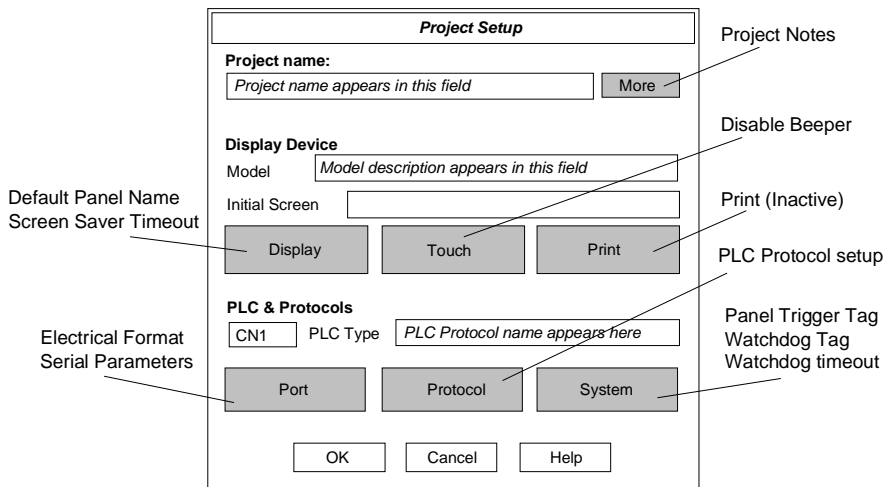 Project Setup
Project Notes
Project name:
Project name appears in this field
More
Disable Beeper
Display Device
Model
Model description appears in this field
Default Panel Name
Screen Saver Timeout
Initial Screen
Print (Inactive)
Display
Touch
Print
PLC Protocol setup
PLC & Protocols
CN1
PLC Type
PLC Protocol name appears here
Panel Trigger Tag
Watchdog Tag
Watchdog timeout
Electrical Format
Serial Parameters
Port
Protocol
System
OK
Cancel
Help